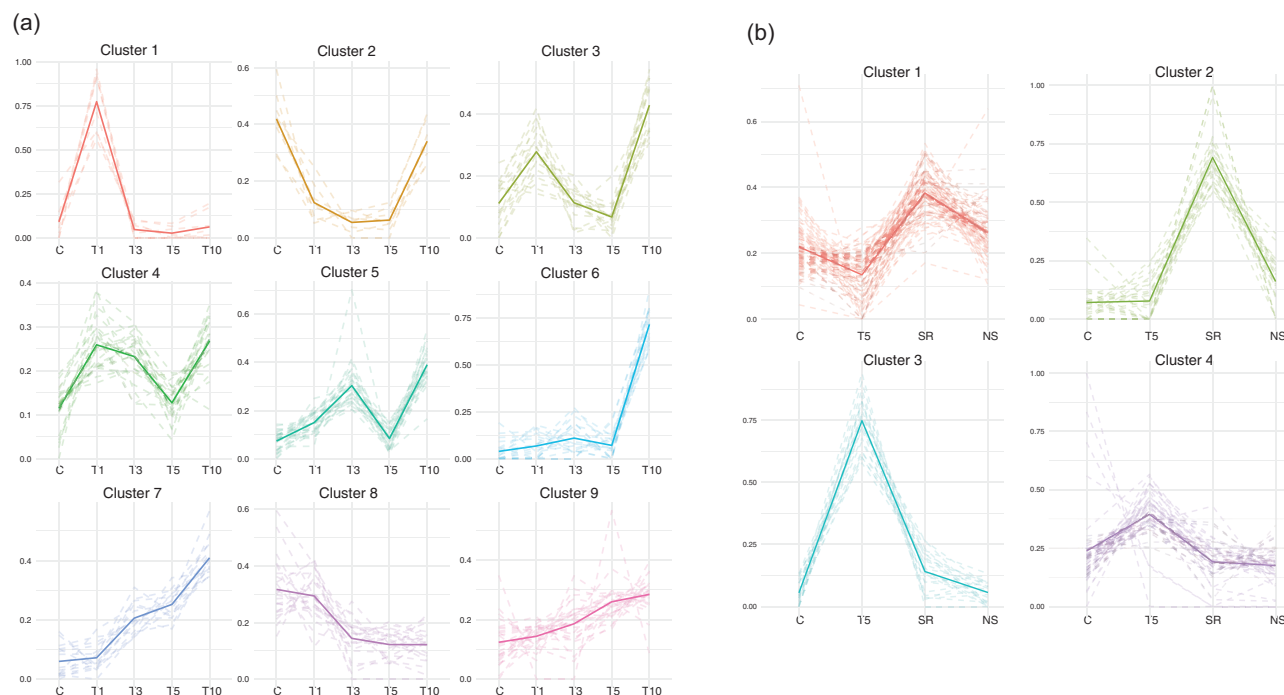 (a)
Cluster 1
1.00
0.75
0.50
0.25
0.00
C T1 T3 T5 T10
Cluster 2
0.6
0.4
0.2
0.0
C T1 T3 T5 T10
Cluster 3
0.4
0.2
0.0
C T1 T3 T5 T10
Cluster 4
0.4
0.3
0.2
0.1
0.0
C T1 T3 T5 T10
Cluster 5
0.6
0.4
0.2
0.0
C T1 T3 T5 T10
Cluster 6
0.75
0.50
0.25
0.00
C T1 T3 T5 T10
Cluster 7
0.4
0.2
0.0
C T1 T3 T5 T10
Cluster 8
0.6
0.4
0.2
0.0
C T1 T3 T5 T10
Cluster 9
0.4
0.2
0.0
C T1 T3 T5 T10
(b)
Cluster 1
0.6
0.4
0.2
0.0
C T5 SR NS
Cluster 2
1.00
0.75
0.50
0.25
0.00
C T5 SR NS
Cluster 3
0.75
0.50
0.25
0.00
C T5 SR NS
Cluster 4
1.00
0.75
0.50
0.25
0.00
C T5 SR NS